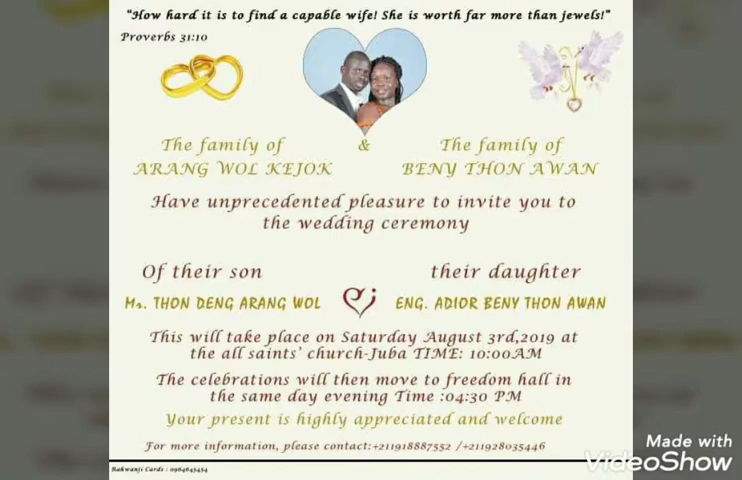 "How hard it is to find a capable wife! She is worth far more than jewels!"
Proverbs 31:10
The family of & The family of
ARANG WOL KEJOK BENY THON AWAN
Have unprecedented pleasure to invite you to
the wedding ceremony
Of their son their daughter
Mr. THON DENG ARANG WOL ENG. ADIOR BENY THON AWAN
This will take place on Saturday August 3rd,2019 at
the all saints' church-Juba TIME: 10:00AM
The celebrations will then move to freedom hall in
the same day evening Time :04:30 PM
Your present is highly appreciated and welcome
For more information, please contact:+211918887552 /+211928035446
Bakwanji Cards : 0964645454
Made with
VideoShow